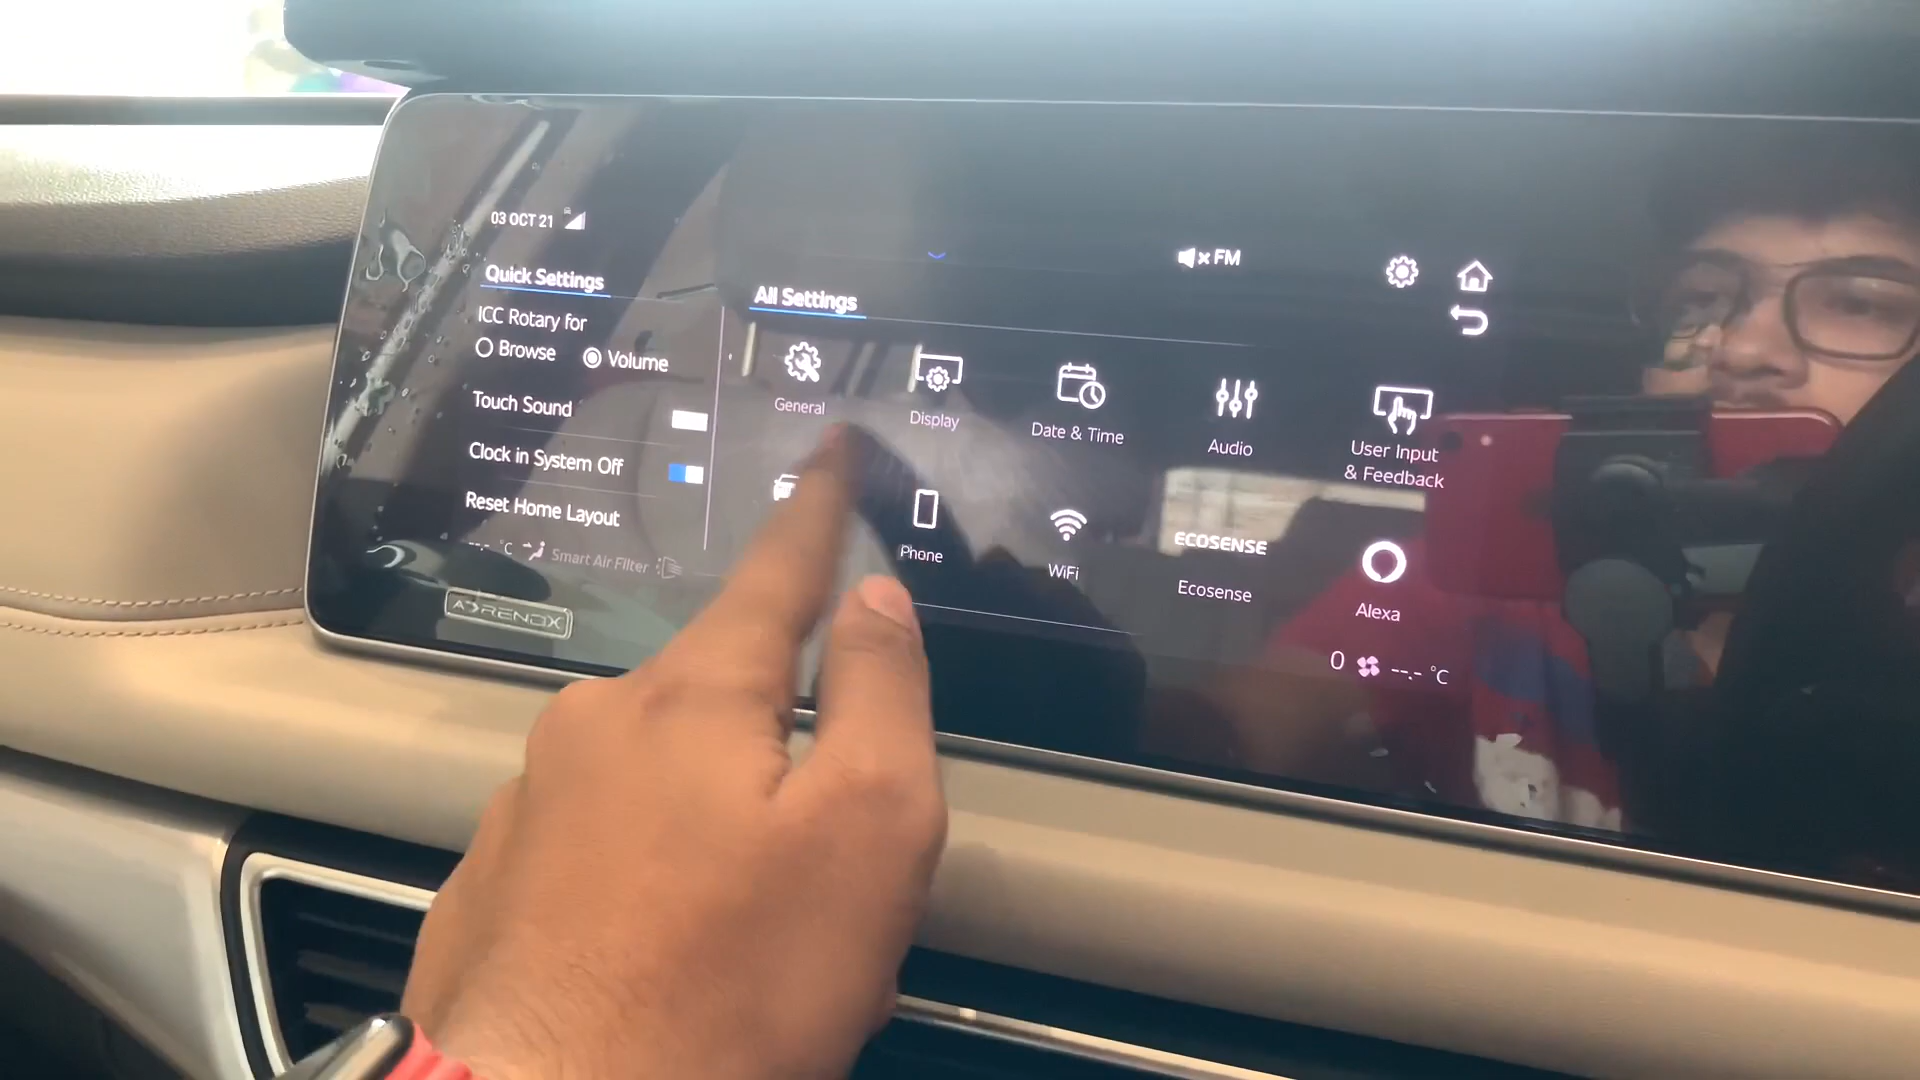 03 OCT 21
FM
Quick Settings
All Settings
ICC Rotary for
Browse
Volume
Touch Sound
Clock in System Off
Reset Home Layout
General
Display
Date & Time
Audio
User Input
& Feedback
Phone
WiFi
ECOSENSE
Ecosense
Alexa
--.- °C
Smart Air Filter
0
--.- °C
ADRENOX